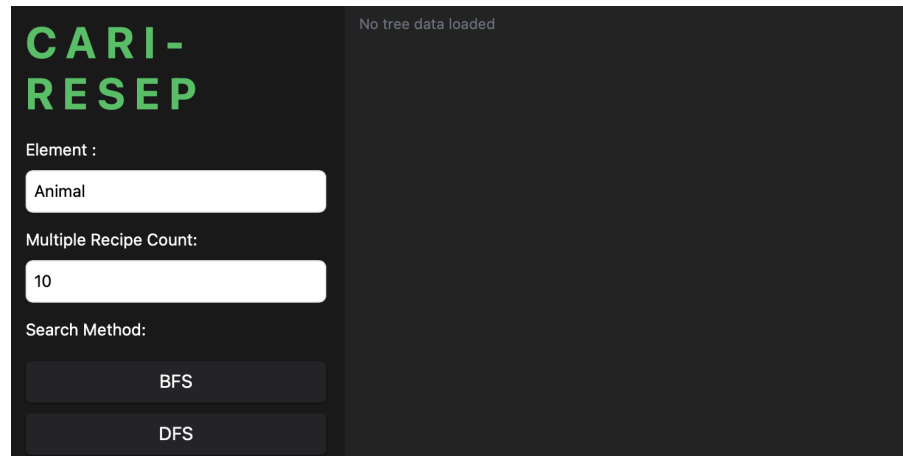 CARI-
RESEP
Element :
Animal
Multiple Recipe Count:
10
Search Method:
BFS
DFS
No tree data loaded